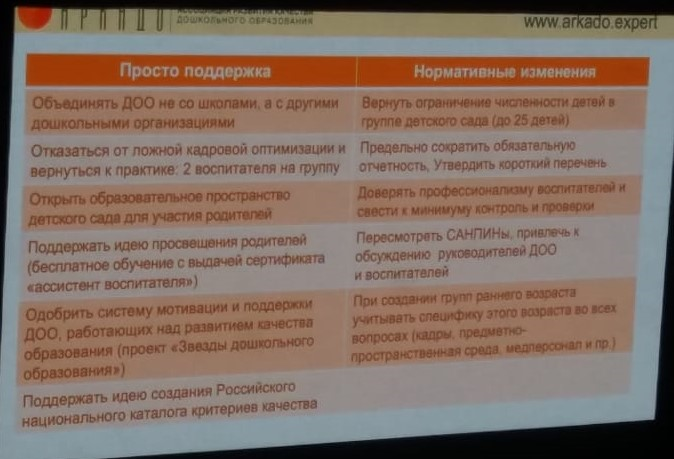 АРКАДО
АССОЦИАЦИЯ РАЗВИТИЯ КАЧЕСТВА
ДОШКОЛЬНОГО ОБРАЗОВАНИЯ
www.arkado.expert
Просто поддержка
Нормативные изменения
Объединять ДОО не со школами, а с другими
дошкольными организациями
Вернуть ограничение численности детей в
группе детского сада (до 25 детей)
Отказаться от ложной кадровой оптимизации и
вернуться к практике: 2 воспитателя на группу
Предельно сократить обязательную
отчетность, Утвердить короткий перечень
Открыть образовательное пространство
детского сада для участия родителей
Доверять профессионализму воспитателей и
свести к минимуму контроль и проверки
Поддержать идею просвещения родителей
(бесплатное обучение с выдачей сертификата
«ассистент воспитателя»)
Пересмотреть САНПИНы, привлечь к
обсуждению руководителей ДОО
и воспитателей
Одобрить систему мотивации и поддержки
ДОО, работающих над развитием качества
образования (проект «Звезды дошкольного
образования»)
При создании групп раннего возраста
учитывать специфику этого возраста во всех
вопросах (кадры, предметно-
пространственная среда, медперсонал и пр.)
Поддержать идею создания Российского
национального каталога критериев качества